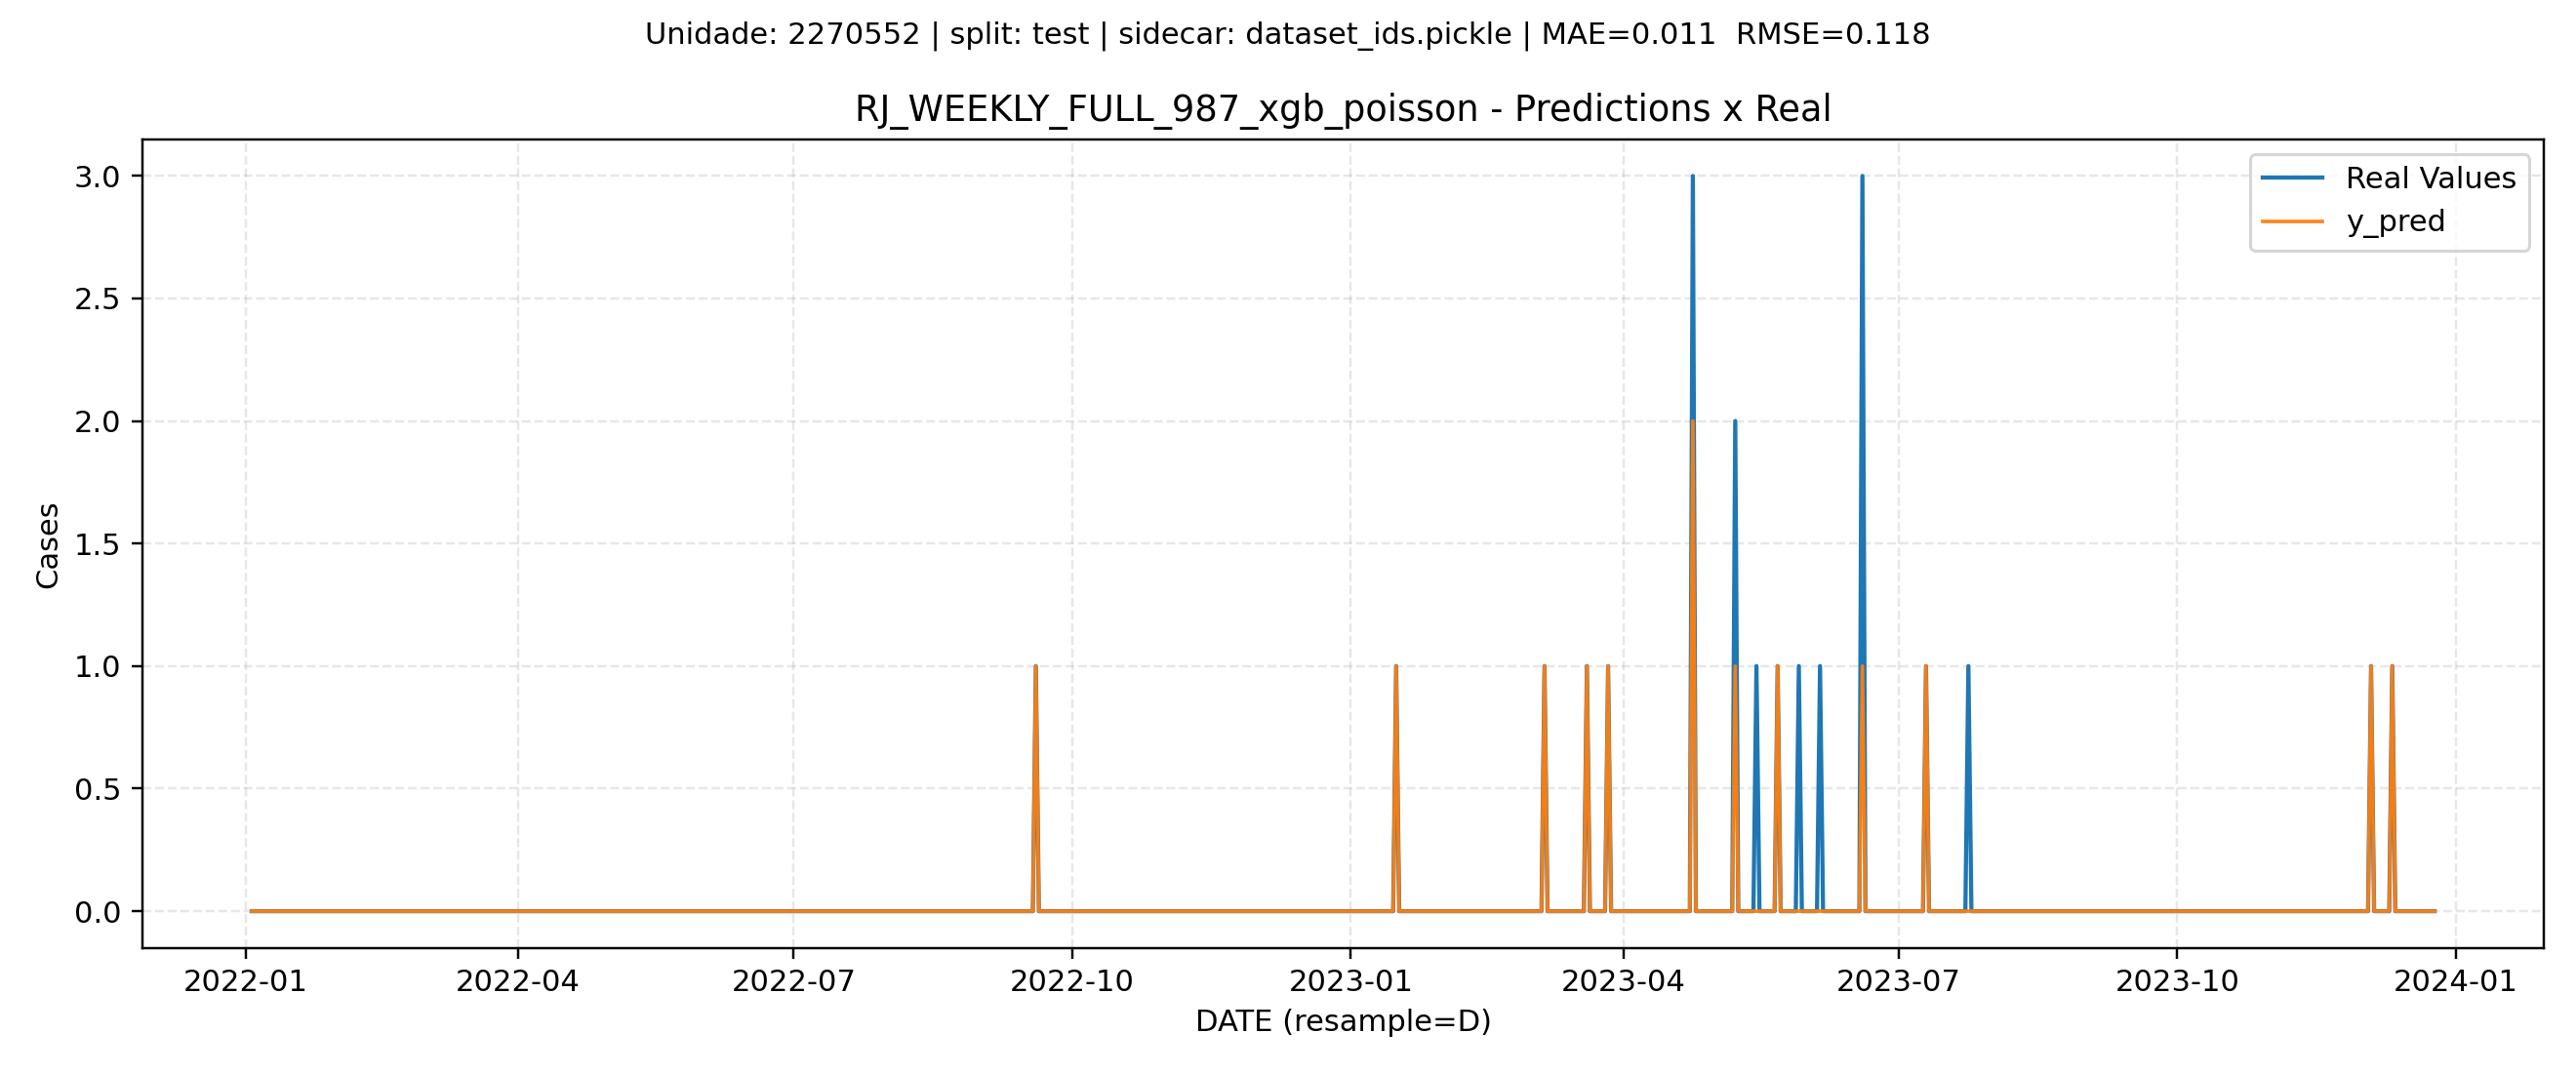 Unidade: 2270552 | split: test | sidecar: dataset_ids.pickle | MAE=0.011  RMSE=0.118
RJ_WEEKLY_FULL_987_xgb_poisson - Predictions x Real
Real Values
y_pred
Cases
3.0
2.5
2.0
1.5
1.0
0.5
0.0
2022-01 2022-04 2022-07 2022-10 2023-01 2023-04 2023-07 2023-10 2024-01
DATE (resample=D)